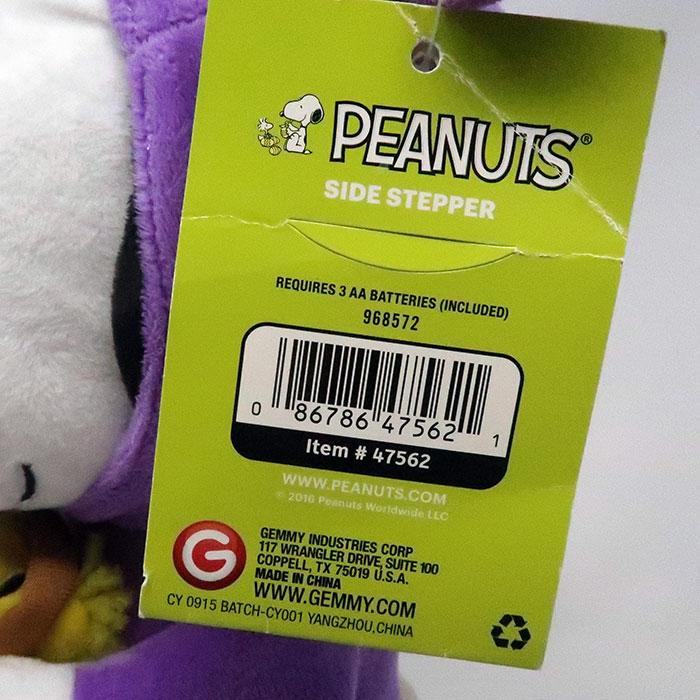 PEANUTS®
SIDE STEPPER
REQUIRES 3 AA BATTERIES (INCLUDED)
968572
0 86786 47562 1
Item # 47562
WWW.PEANUTS.COM
© 2016 Peanuts Worldwide LLC
G
GEMMY INDUSTRIES CORP
117 WRANGLER DRIVE, SUITE 100
COPPELL, TX 75019 U.S.A.
MADE IN CHINA
WWW.GEMMY.COM
CY 0915 BATCH-CY001 YANGZHOU,CHINA